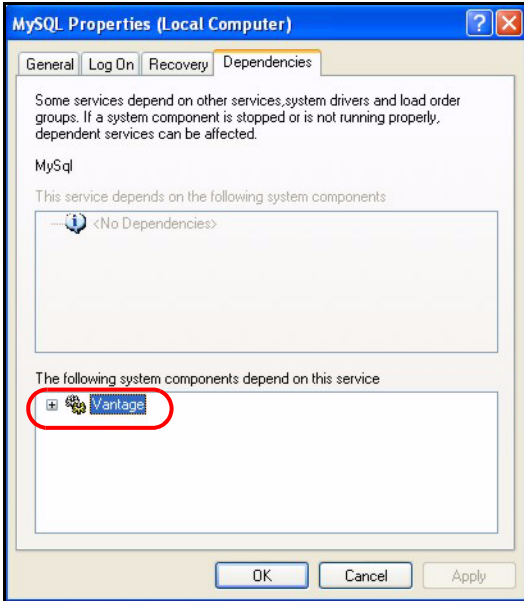 MySQL Properties (Local Computer)
General Log On Recovery Dependencies
Some services depend on other services,system drivers and load order
groups. If a system component is stopped or is not running properly,
dependent services can be affected.
MySql
This service depends on the following system components
<No Dependencies>
The following system components depend on this service
Vantage
OK Cancel Apply